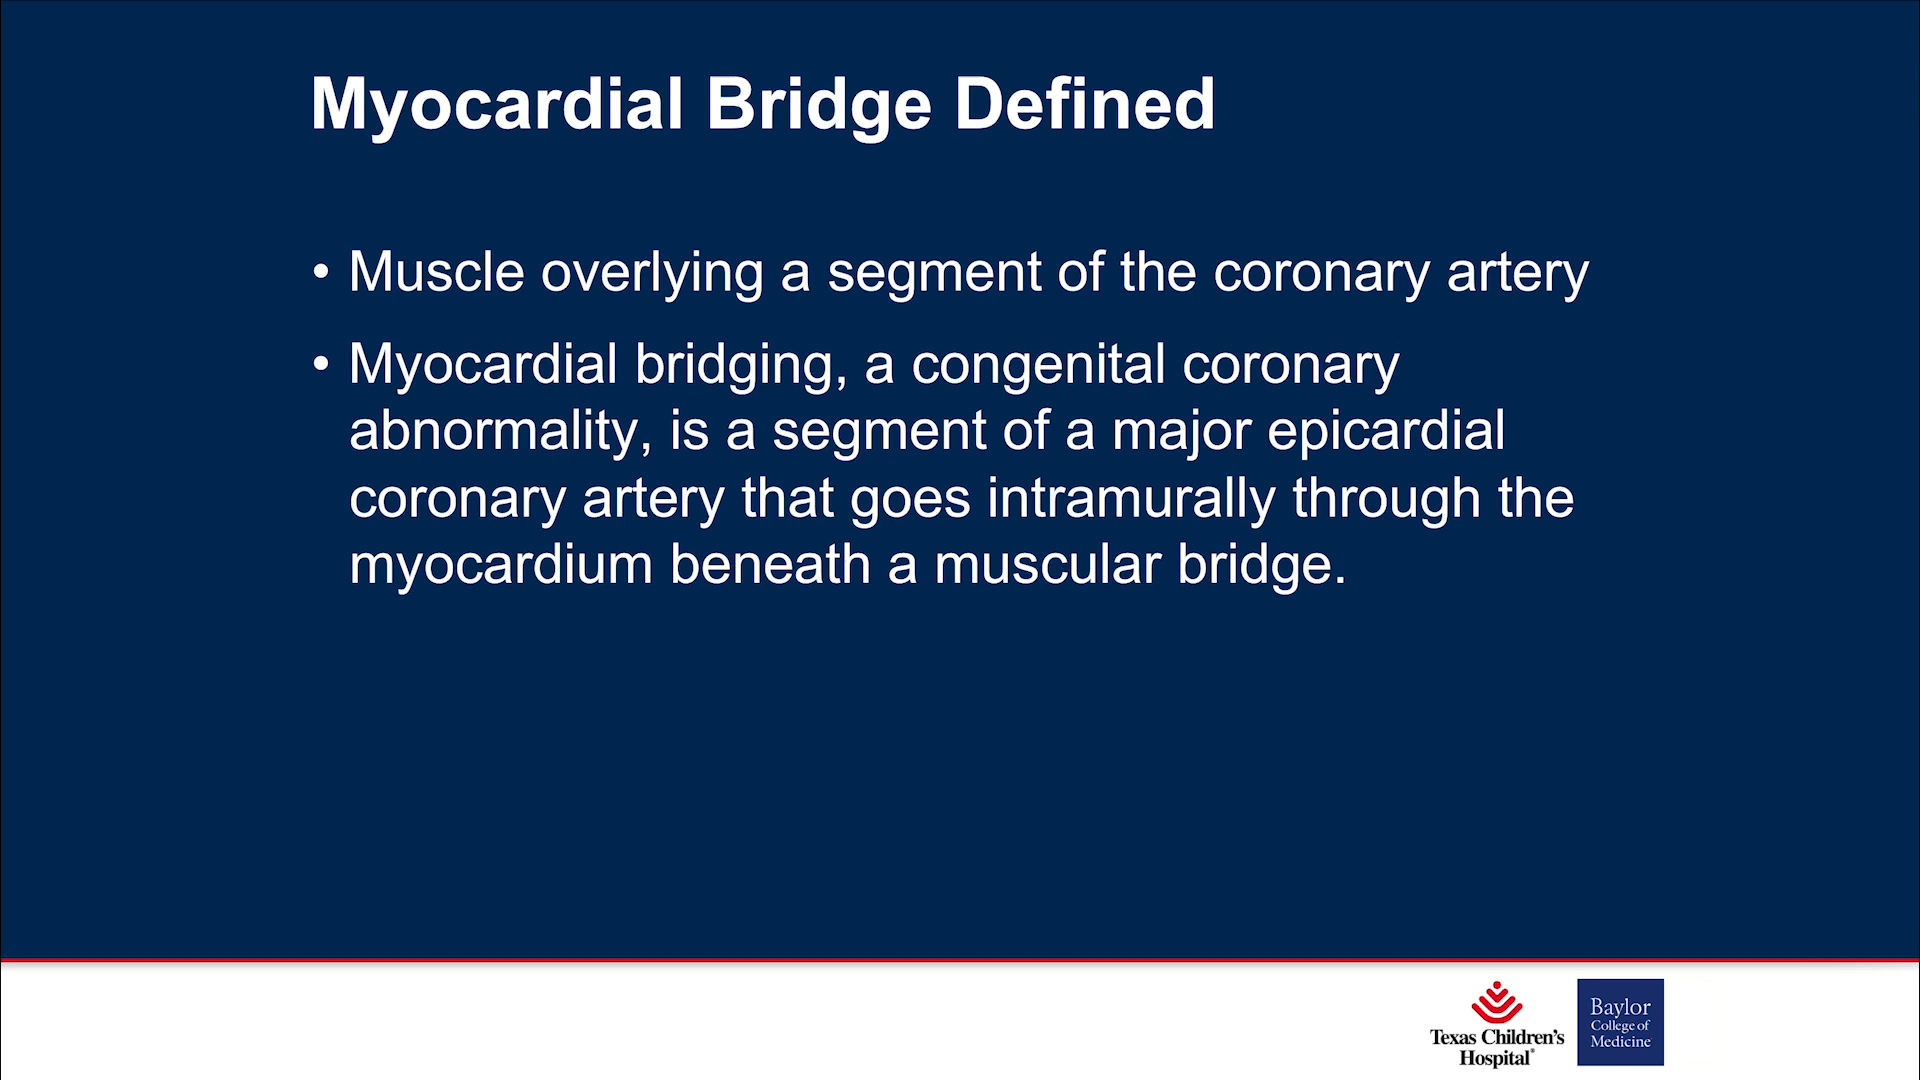 Myocardial Bridge Defined
• Muscle overlying a segment of the coronary artery
• Myocardial bridging, a congenital coronary
abnormality, is a segment of a major epicardial
coronary artery that goes intramurally through the
myocardium beneath a muscular bridge.
Texas Children's
Hospital®
Baylor
College of
Medicine